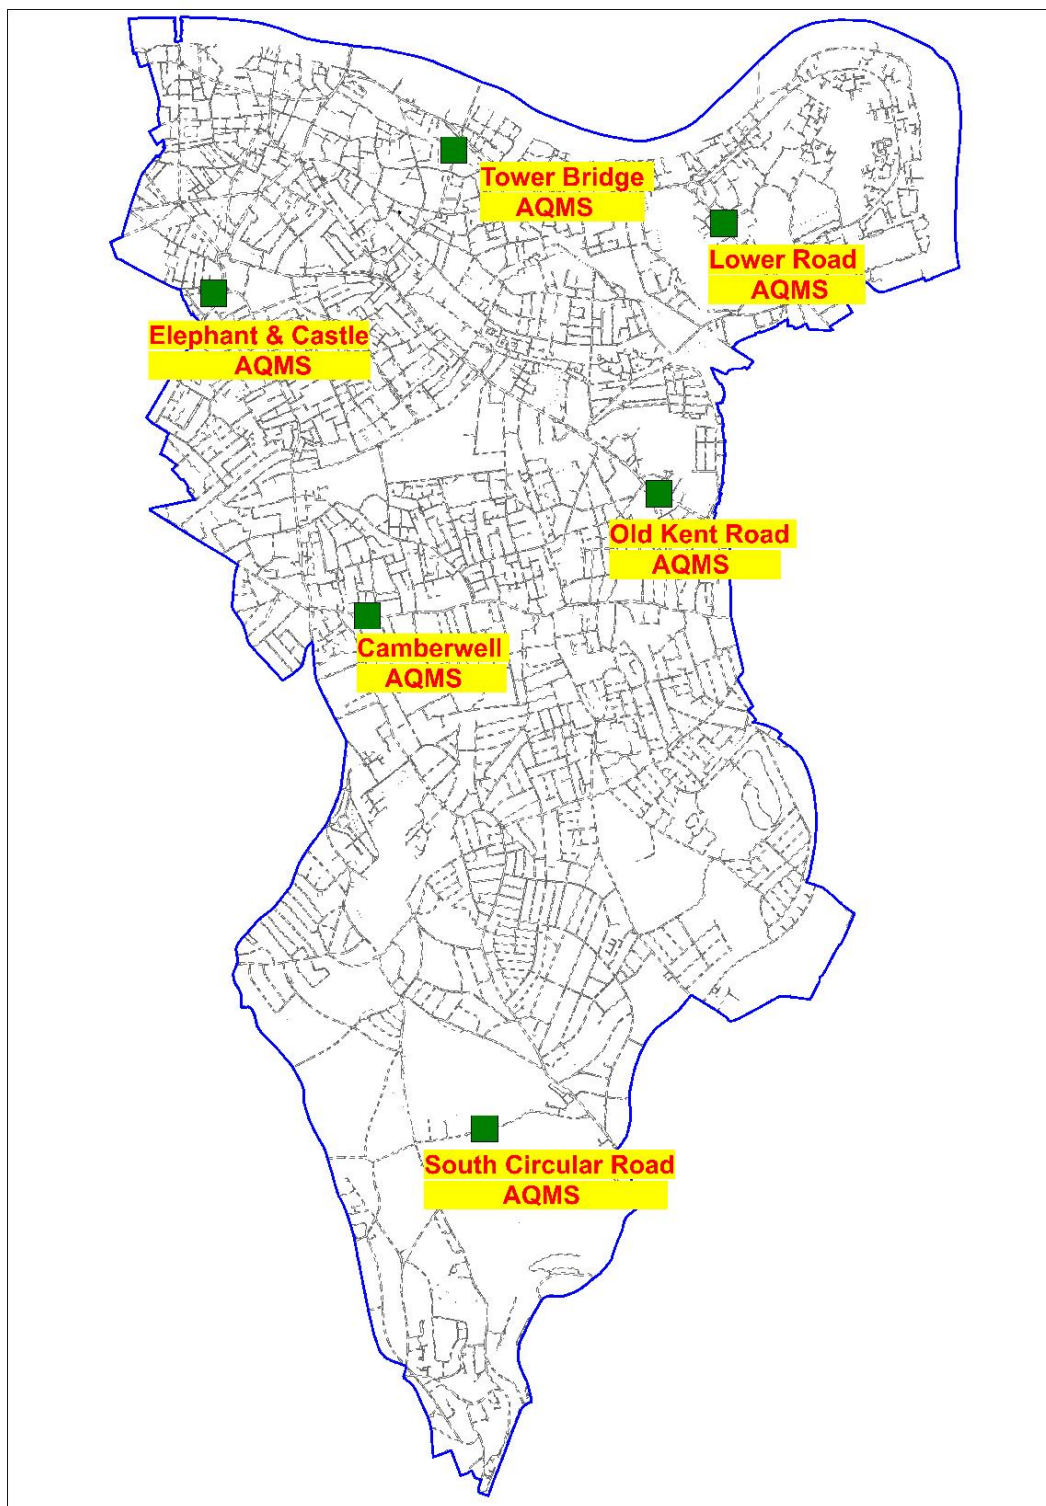 Tower Bridge
AQMS
Lower Road
AQMS
Elephant & Castle
AQMS
Old Kent Road
AQMS
Camberwell
AQMS
South Circular Road
AQMS